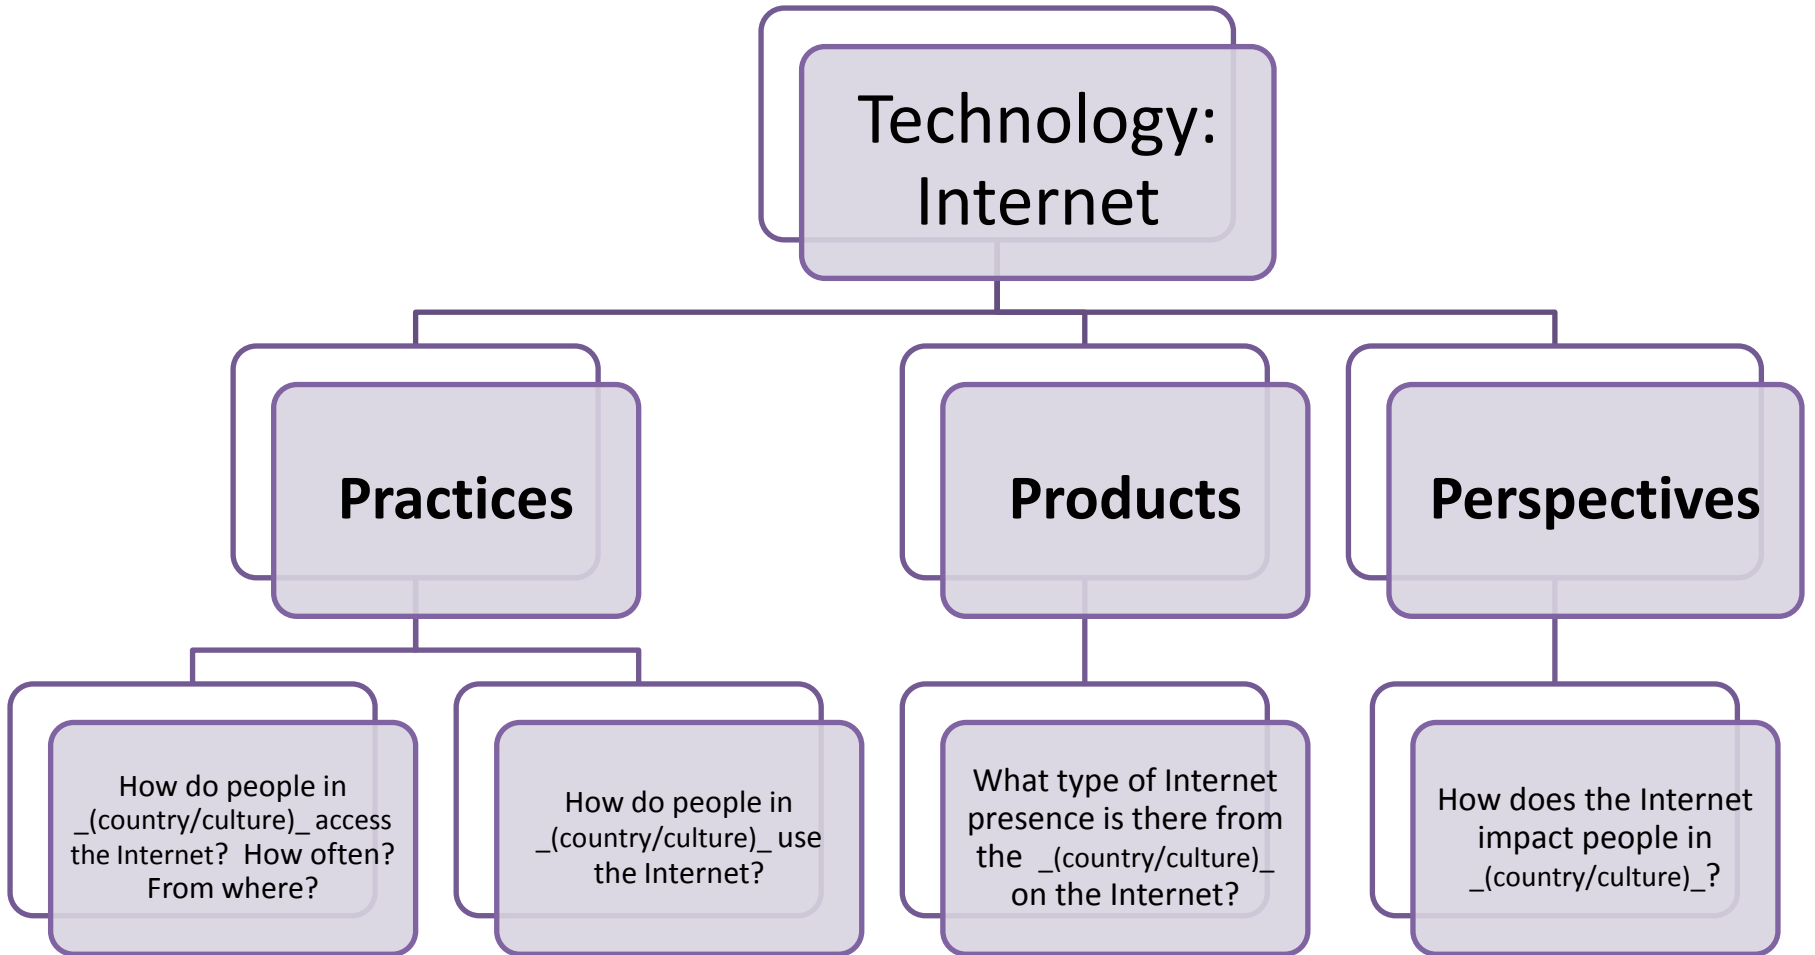 Technology:
Internet
Practices
Products
Perspectives
How do people in
_(country/culture)_ access
the Internet?  How often?
From where?
How do people in
_(country/culture)_ use
the Internet?
What type of Internet
presence is there from
the  _(country/culture)_
on the Internet?
How does the Internet
impact people in
_(country/culture)_?